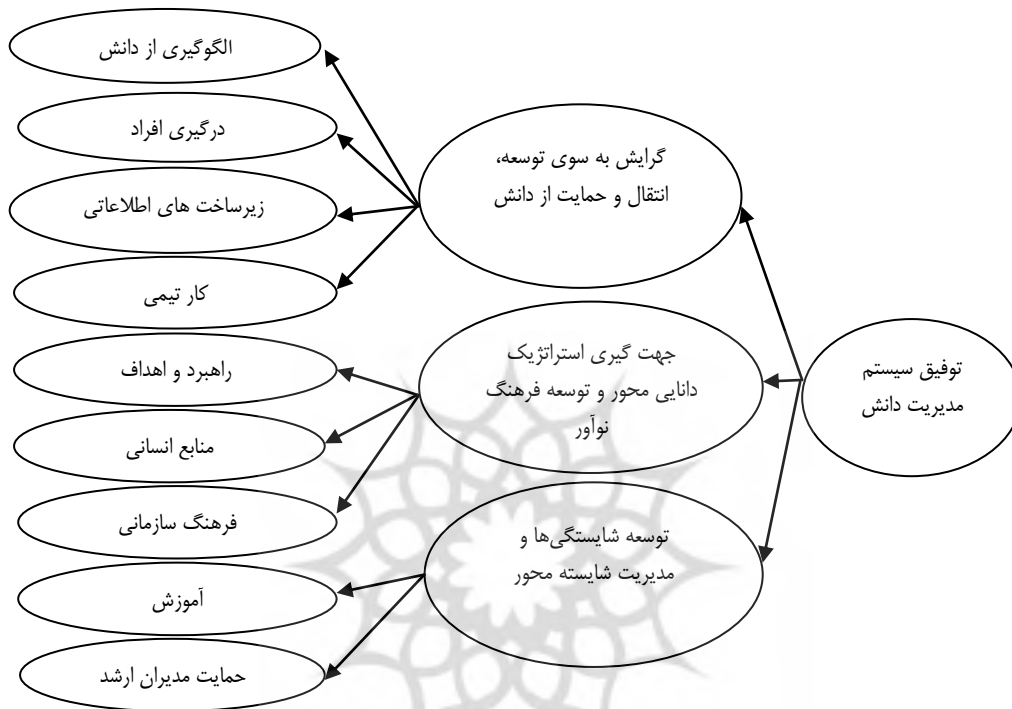 توفیق سیستم
مدیریت دانش
گرایش به سوی توسعه،
انتقال و حمایت از دانش
جهت گیری استراتژیک
دانایی محور و توسعه فرهنگ
نوآور
توسعه شایستگی‌ها و
مدیریت شایسته محور
الگوگیری از دانش
درگیری افراد
زیرساخت های اطلاعاتی
کار تیمی
راهبرد و اهداف
منابع انسانی
فرهنگ سازمانی
آموزش
حمایت مدیران ارشد